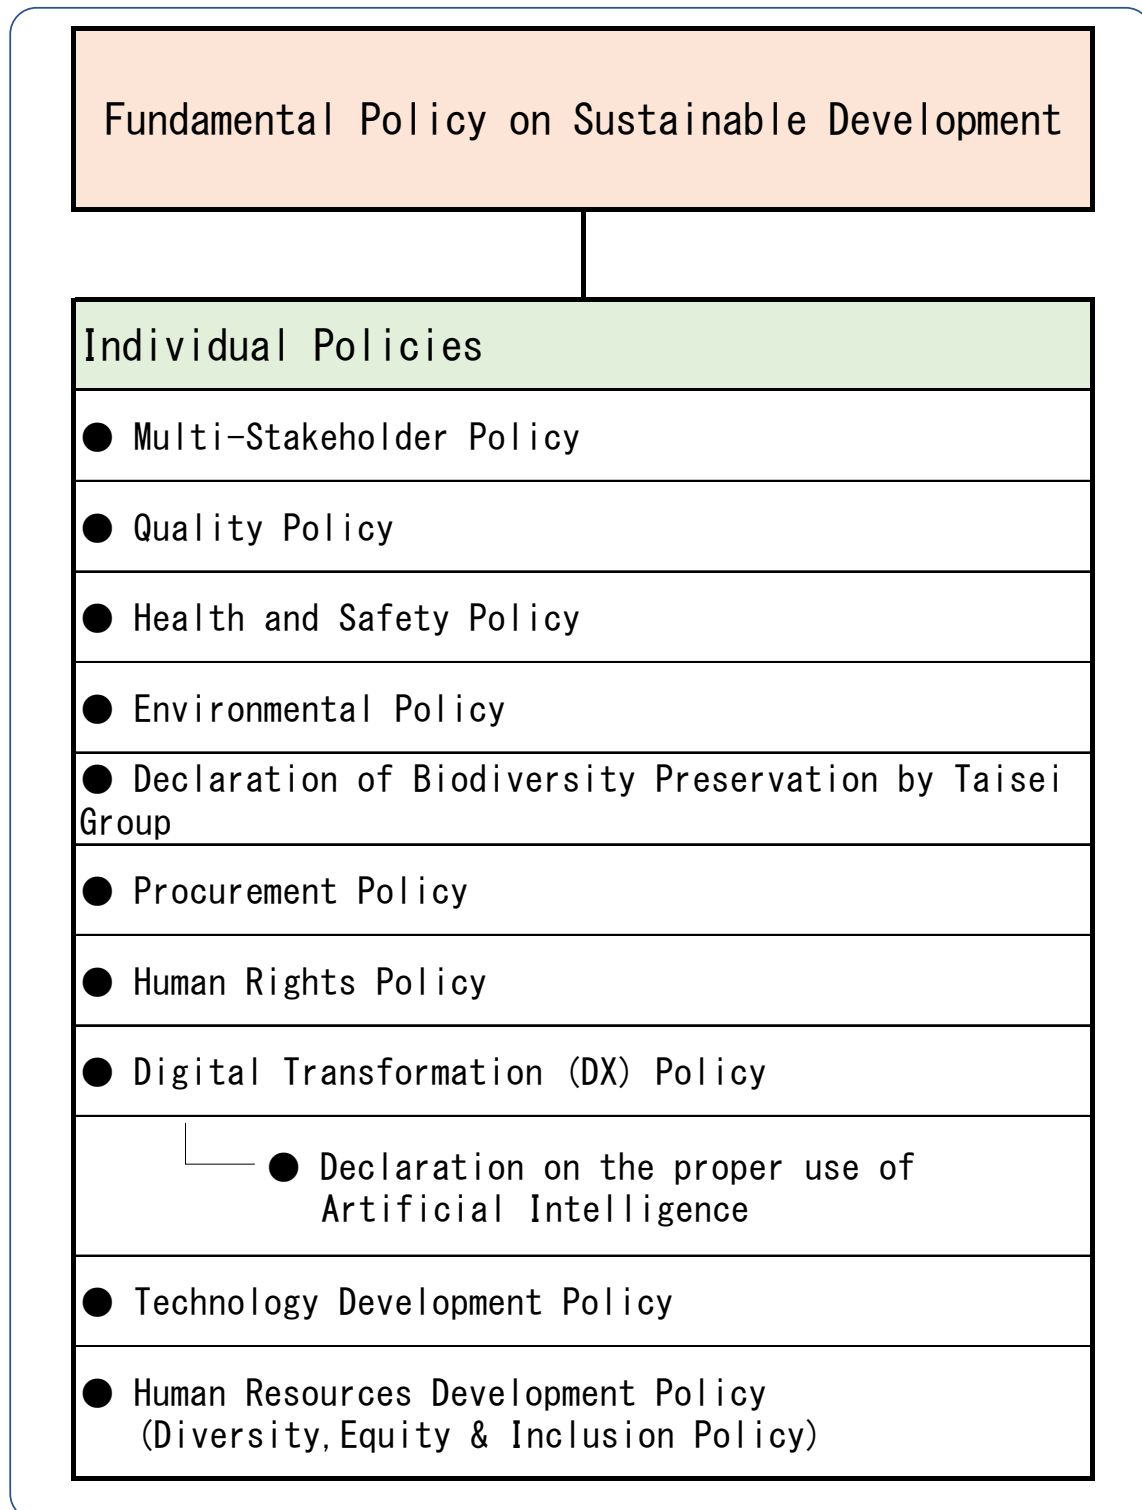 Fundamental Policy on Sustainable Development
Individual Policies
● Multi-Stakeholder Policy
● Quality Policy
● Health and Safety Policy
● Environmental Policy
● Declaration of Biodiversity Preservation by Taisei
Group
● Procurement Policy
● Human Rights Policy
● Digital Transformation (DX) Policy
● Declaration on the proper use of
Artificial Intelligence
● Technology Development Policy
● Human Resources Development Policy
(Diversity,Equity & Inclusion Policy)